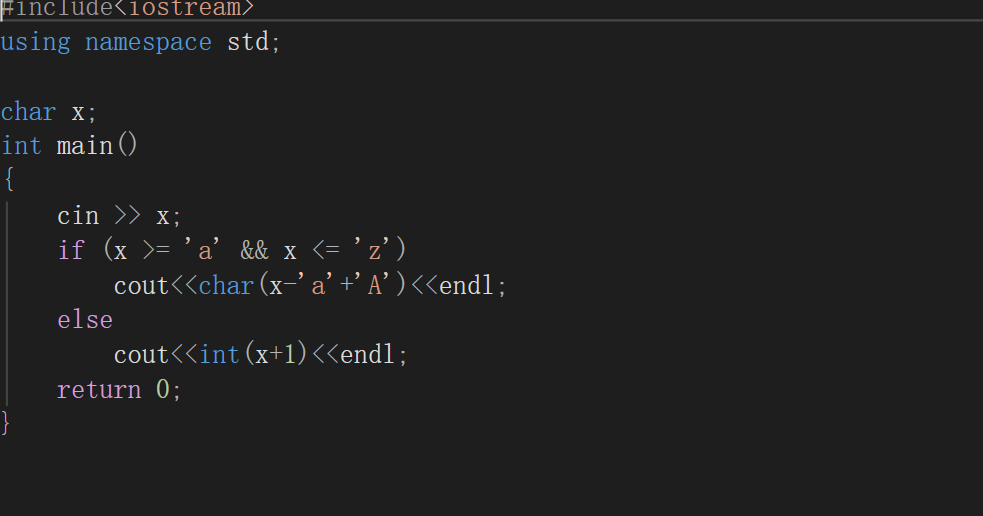 #include<iostream>
using namespace std;
char x;
int main()
{
cin >> x;
if (x >= 'a' && x <= 'z')
cout<<char(x-'a'+'A')<<endl;
else
cout<<int(x+1)<<endl;
return 0;
}